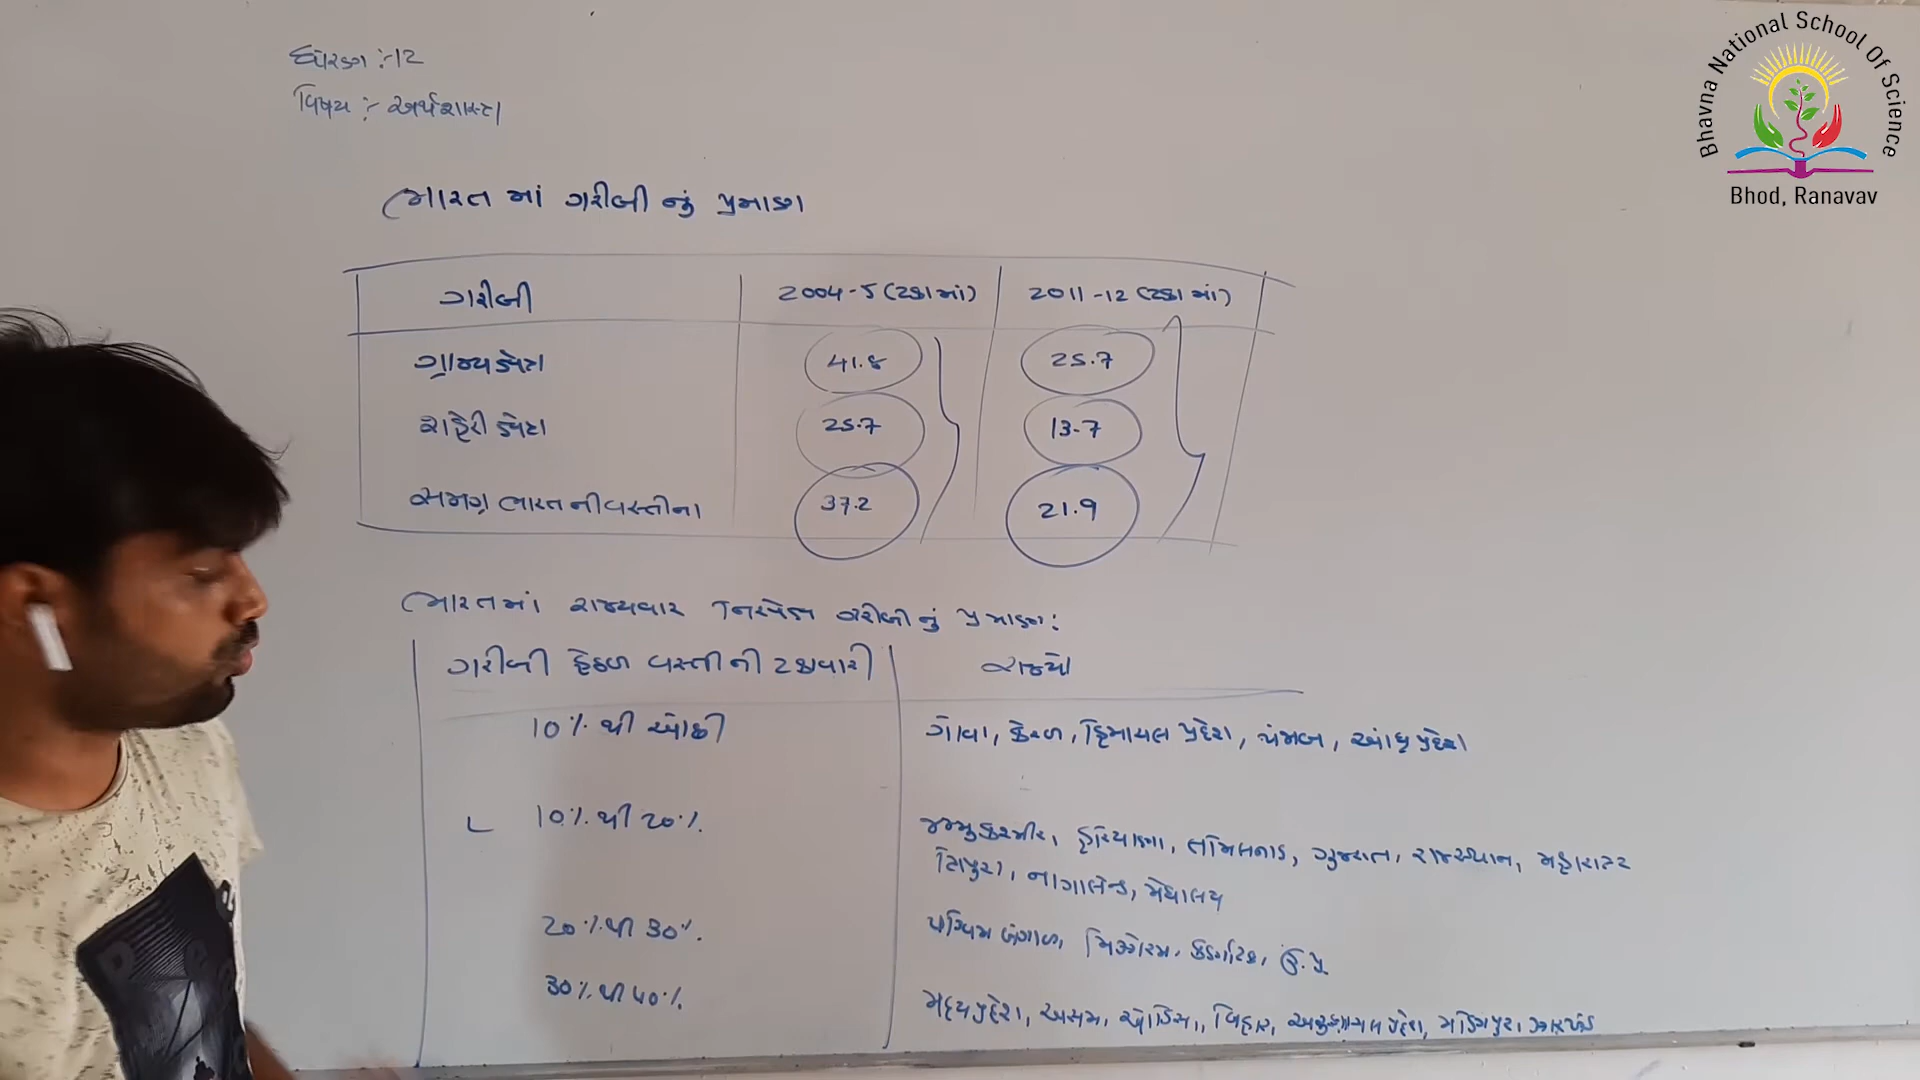 ધોરણ :- 12
વિષય :- અર્થશાસ્ત્ર
Bhavna National School Of Science
Bhod, Ranavav
ભારત માં ગરીબી નું પ્રમાણ
ગરીબી 2004-5 (ટકામાં) 2011-12 (ટકામાં)
ગ્રામ્યક્ષેત્ર 41.8 25.7
શહેરી ક્ષેત્ર 25.7 13.7
સમગ્ર ભારત ની વસ્તીના 37.2 21.9
ભારતમાં રાજ્યવાર નિરપેક્ષ ગરીબી નું પ્રમાણ :
ગરીબી હેઠળ વસ્તી ની ટકાવારી રાજ્યો
10% થી ઓછી ગોવા, કેરળ, હિમાચલ પ્રદેશ, પંજાબ, આંધ્ર પ્રદેશ
10% થી 20% જમ્મુ કશ્મીર, હરિયાણા, તમિલનાડ, ગુજરાત, રાજસ્થાન, મહારાષ્ટ્ર
ત્રિપુરા, નાગાલેન્ડ, મેઘાલય
20% થી 30% પશ્ચિમ બંગાળ, મિઝોરમ, કર્ણાટક, ઉ.પ્ર
30% થી 40% મધ્યપ્રદેશ, અસમ, ઓડિસા, બિહાર, અરુણાચલ પ્રદેશ, મણિપુર, ઝારખંડ